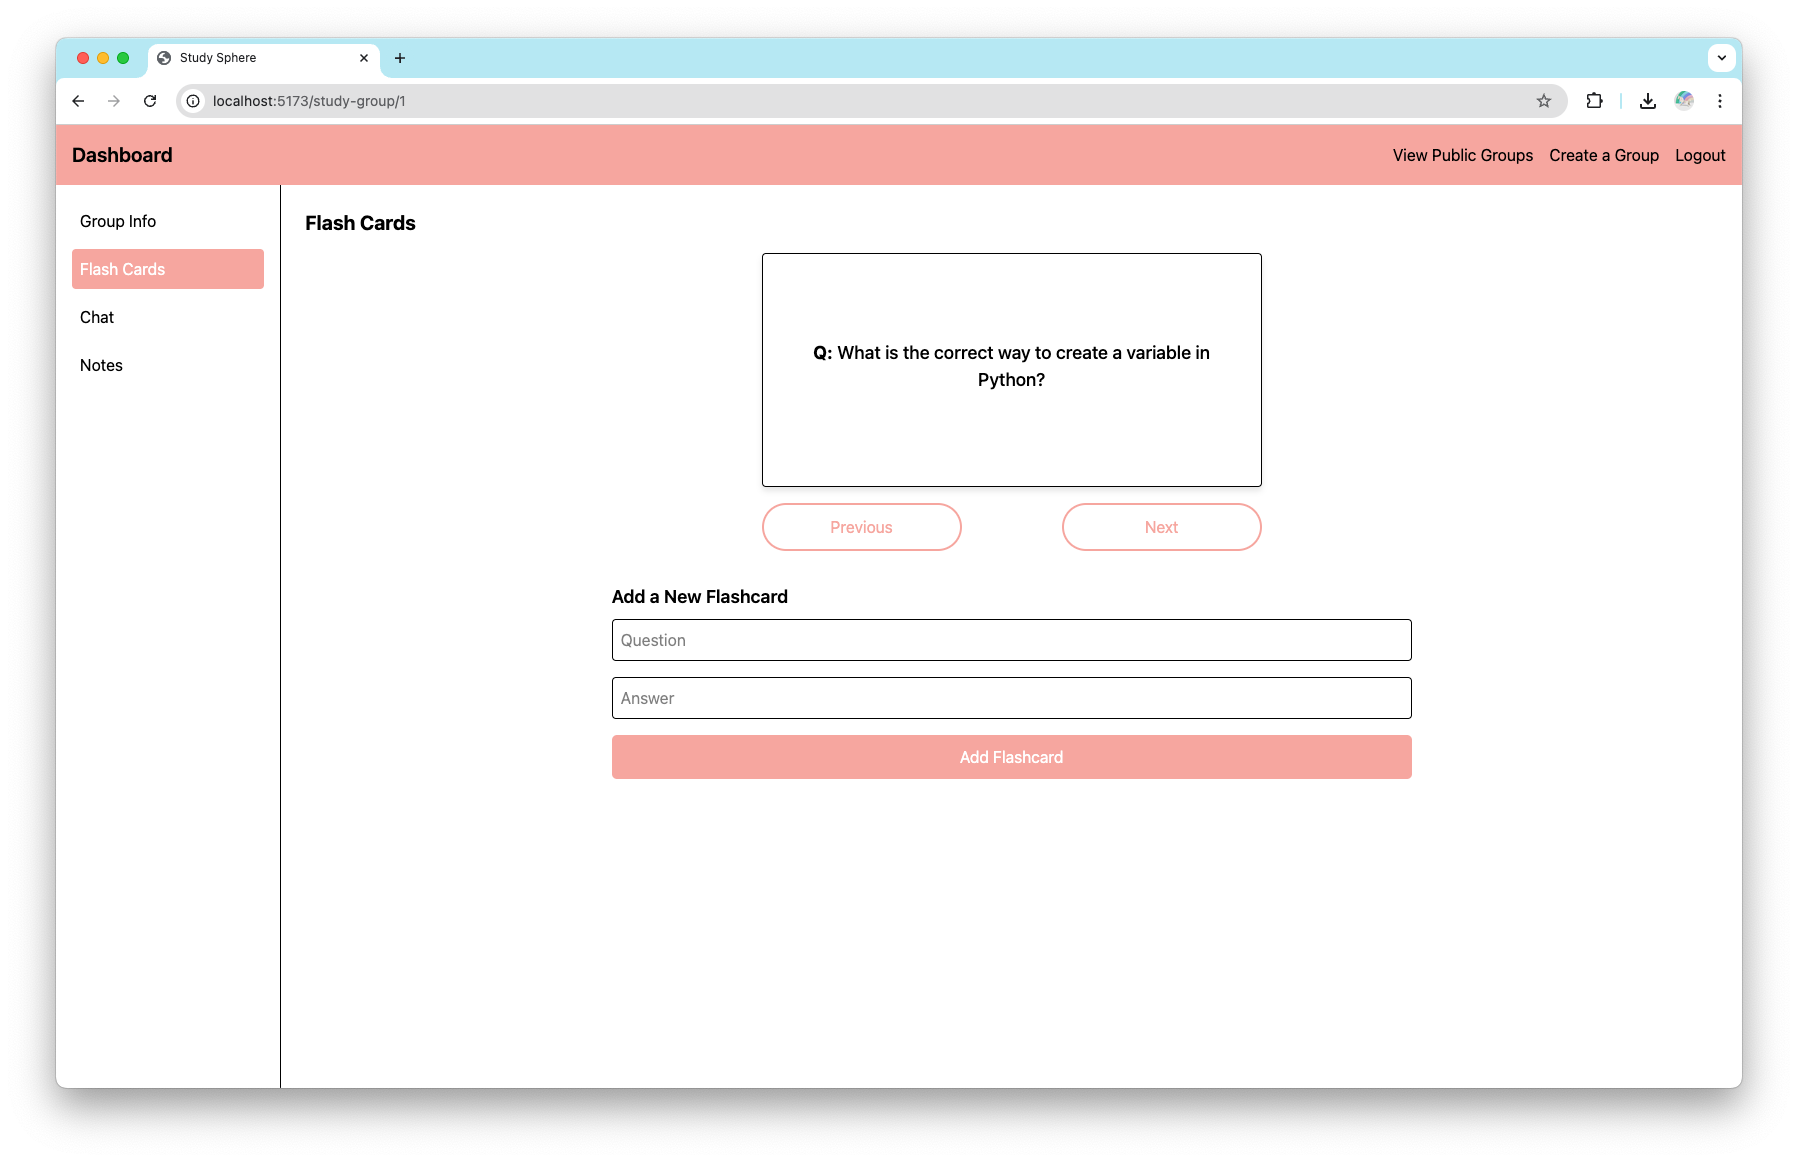 Study Sphere
localhost:5173/study-group/1
Dashboard
View Public Groups Create a Group Logout
Group Info
Flash Cards
Chat
Notes
Flash Cards
Q: What is the correct way to create a variable in
Python?
Previous
Next
Add a New Flashcard
Question
Answer
Add Flashcard